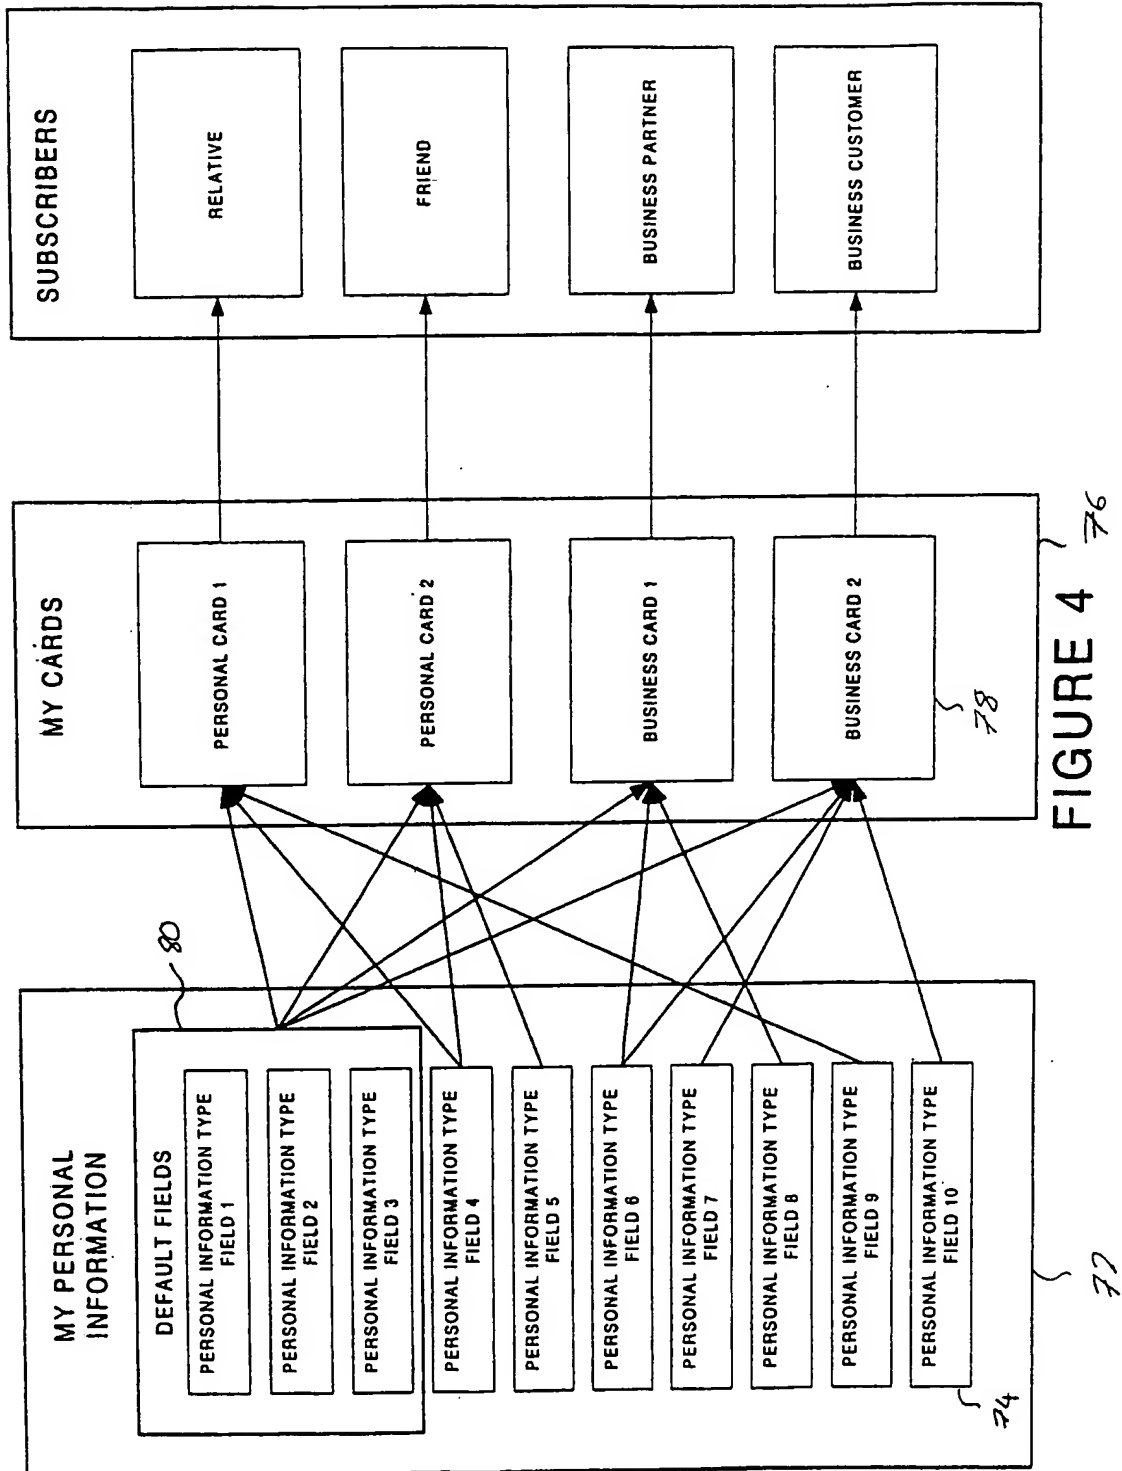 MY PERSONAL
INFORMATION
DEFAULT FIELDS
PERSONAL INFORMATION TYPE
FIELD 1
PERSONAL INFORMATION TYPE
FIELD 2
PERSONAL INFORMATION TYPE
FIELD 3
PERSONAL INFORMATION TYPE
FIELD 4
PERSONAL INFORMATION TYPE
FIELD 5
PERSONAL INFORMATION TYPE
FIELD 6
PERSONAL INFORMATION TYPE
FIELD 7
PERSONAL INFORMATION TYPE
FIELD 8
PERSONAL INFORMATION TYPE
FIELD 9
PERSONAL INFORMATION TYPE
FIELD 10
74
77
80
MY CARDS
PERSONAL CARD 1
PERSONAL CARD 2
BUSINESS CARD 1
BUSINESS CARD 2
78
76
SUBSCRIBERS
RELATIVE
FRIEND
BUSINESS PARTNER
BUSINESS CUSTOMER
FIGURE 4